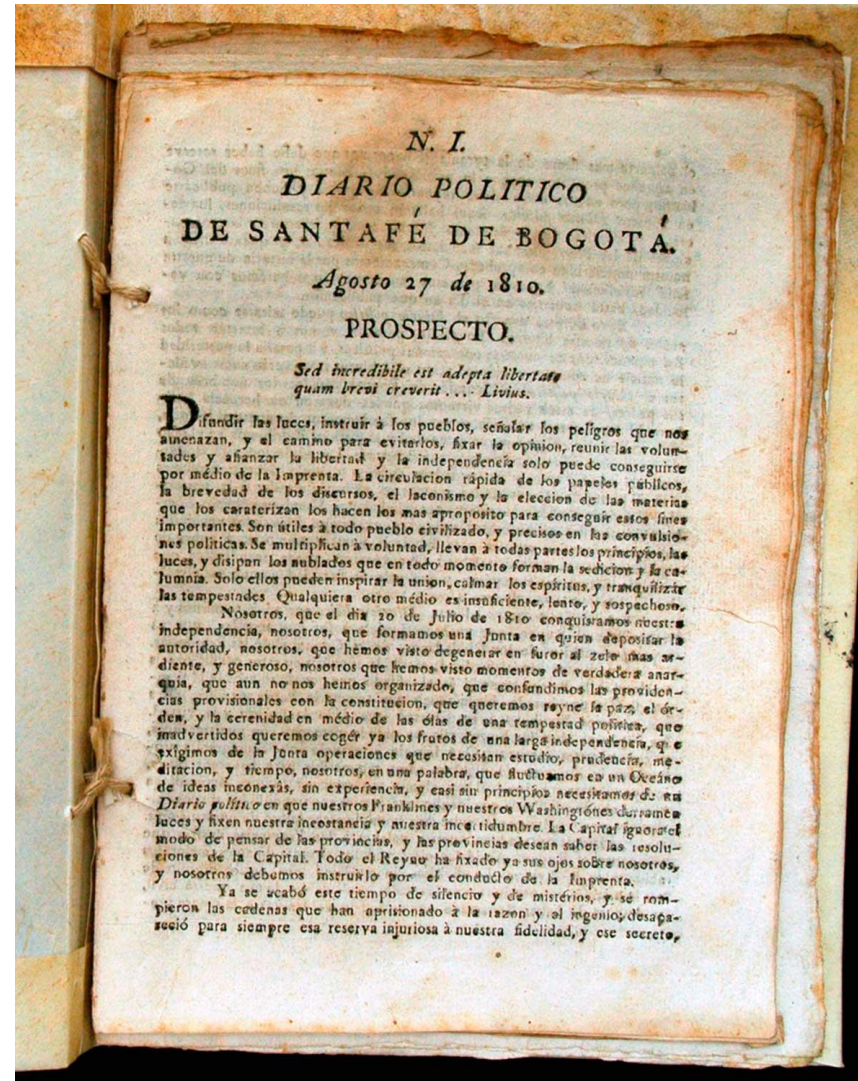 N. I.
DIARIO POLITICO
DE SANTAFÉ DE BOGOTÁ.
Agosto 27 de 1810.
PROSPECTO.
Sed incredibile est adepta libertate
quam brevi creverit . . . . Livius.
Difundir las luces, instruir à los pueblos, señalar los peligros que nos
amenazan, y el camino para evitarlos, fixar la opinion, reunir las volun-
tades y afianzar la libertad y la independencia solo puede conseguirse
por médio de la Imprenta. La circulacion rápida de los papeles públicos,
la brevedad de los discursos, el laconismo y la eleccion de las materias
que los caraterizan los hacen los mas aproposito para conseguir estos fines
importantes. Son útiles à todo pueblo civilizado, y precisos en las convulsio-
nes politicas. Se multiplican à voluntad, llevan à todas partes los principios, las
luces, y disipan los nublados que en todo momento forman la sedicion y la ca-
lumnia. Solo ellos pueden inspirar la union, calmar los espíritus, y tranquilizar
las tempestades. Qualquiera otro médio es insuficiente, lento, y sospechoso.
Nosotros, que el dia 20 de Julio de 1810 conquistamos nuestra
independencia, nosotros, que formamos una Junta en quien depositar la
autoridad, nosotros, que hemos visto degenerar en furor al zelo mas ar-
diente, y generoso, nosotros que hemos visto momentos de verdadera anar-
quia, que aun no nos hemos organizado, que confundimos las providen-
cias provisionales con la constitucion, que queremos reyne la paz, el ór-
den, y la cerenidad en médio de las ólas de una tempestad política, que
inadvertidos queremos cogér ya los frutos de una larga independencia, q e
exîgimos de la Junta operaciones que necesitan estudio, prudencia, me-
ditacion, y tiempo, nosotros, en una palabra, que fluctuamos en un Oceáno
de ideas inconexâs, sin experiencia, y casi sin principios necesitamos de un
Diario político en que nuestros Franklines y nuestros Washingtónes derramen
luces y fixen nuestra incostancia y nuestra incertidumbre. La Capital ignora el
modo de pensar de las provincias, y las provincias desean saber las resolu-
ciones de la Capital. Todo el Reyno ha fixado ya sus ojos sobre nosotros,
y nosotros debemos instruirlo por el conducto de la Imprenta.
Ya se acabó este tiempo de silencio y de mistérios, y se rom-
pieron las cadenas que han aprisionado à la razon y al ingenio; desapa-
reció para siempre esa reserva injuriosa à nuestra fidelidad, y ese secreto,